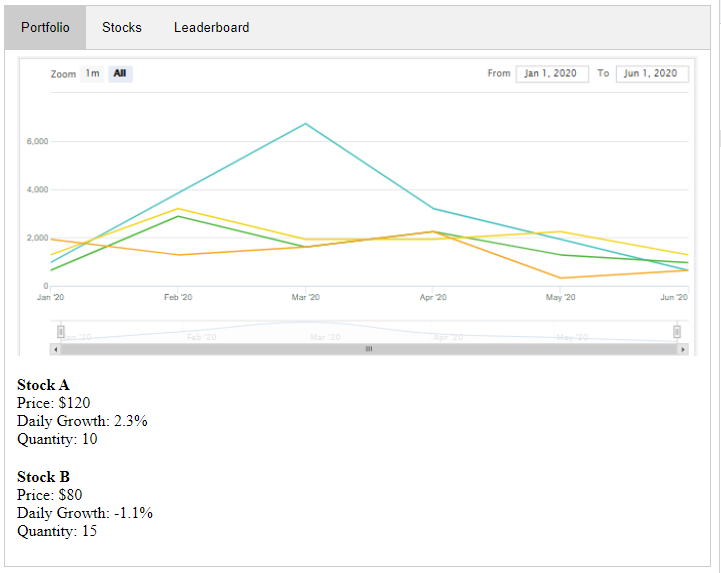 Portfolio Stocks Leaderboard
Zoom 1m All From Jan 1, 2020 To Jun 1, 2020
6,000
4,000
2,000
0
Jan '20 Feb '20 Mar '20 Apr '20 May '20 Jun '20
Feb '20 Mar '20 Apr '20 May '20
Stock A
Price: $120
Daily Growth: 2.3%
Quantity: 10
Stock B
Price: $80
Daily Growth: -1.1%
Quantity: 15